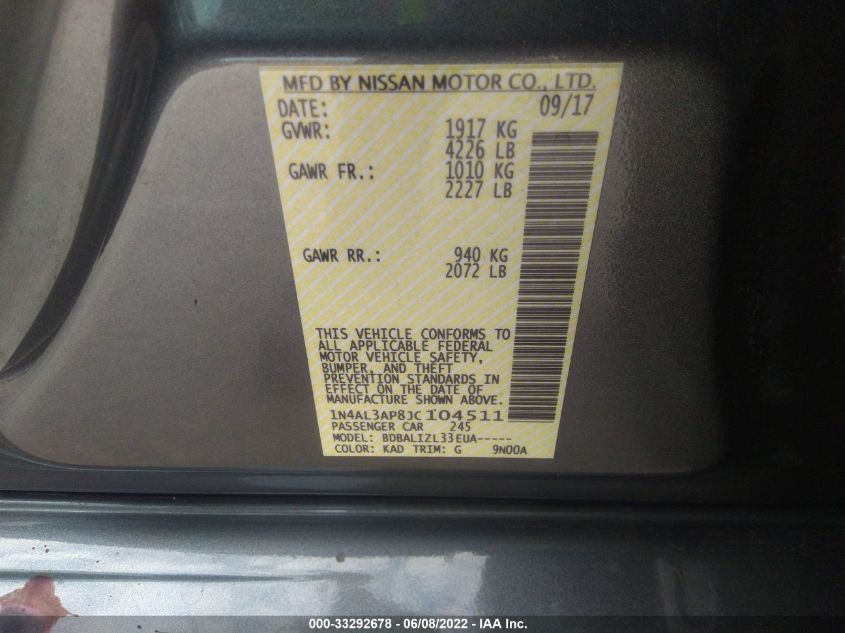 MFD BY NISSAN MOTOR CO., LTD.
DATE: 09/17
GVWR: 1917 KG
4226 LB
GAWR FR.: 1010 KG
2227 LB
GAWR RR.: 940 KG
2072 LB
THIS VEHICLE CONFORMS TO
ALL APPLICABLE FEDERAL
MOTOR VEHICLE SAFETY,
BUMPER, AND THEFT
PREVENTION STANDARDS IN
EFFECT ON THE DATE OF
MANUFACTURE SHOWN ABOVE.
1N4AL3AP8JC104511
PASSENGER CAR 245
MODEL: BDBALIZL33EUA-----
COLOR: KAD TRIM: G 9N00A
000-33292678 - 06/08/2022 - IAA Inc.